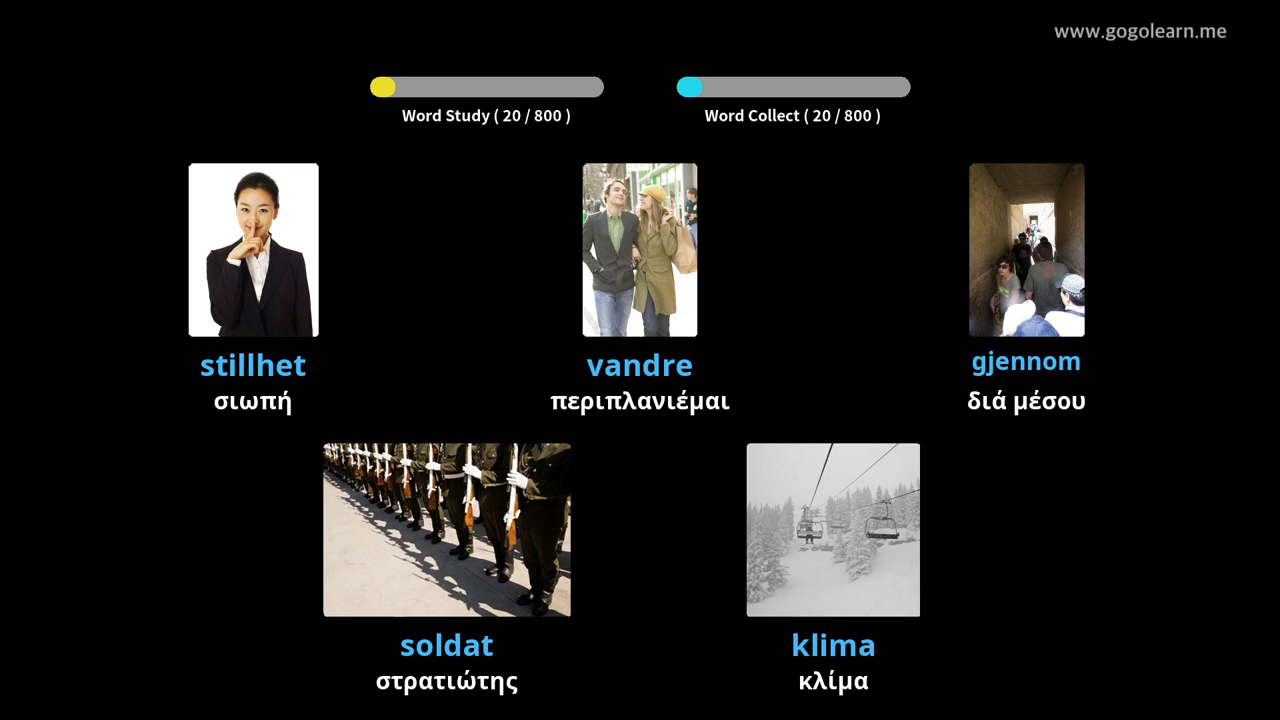 www.gogolearn.me
Word Study ( 20 / 800 )
Word Collect ( 20 / 800 )
stillhet
σιωπή
vandre
περιπλανιέμαι
gjennom
διά μέσου
soldat
στρατιώτης
klima
κλίμα